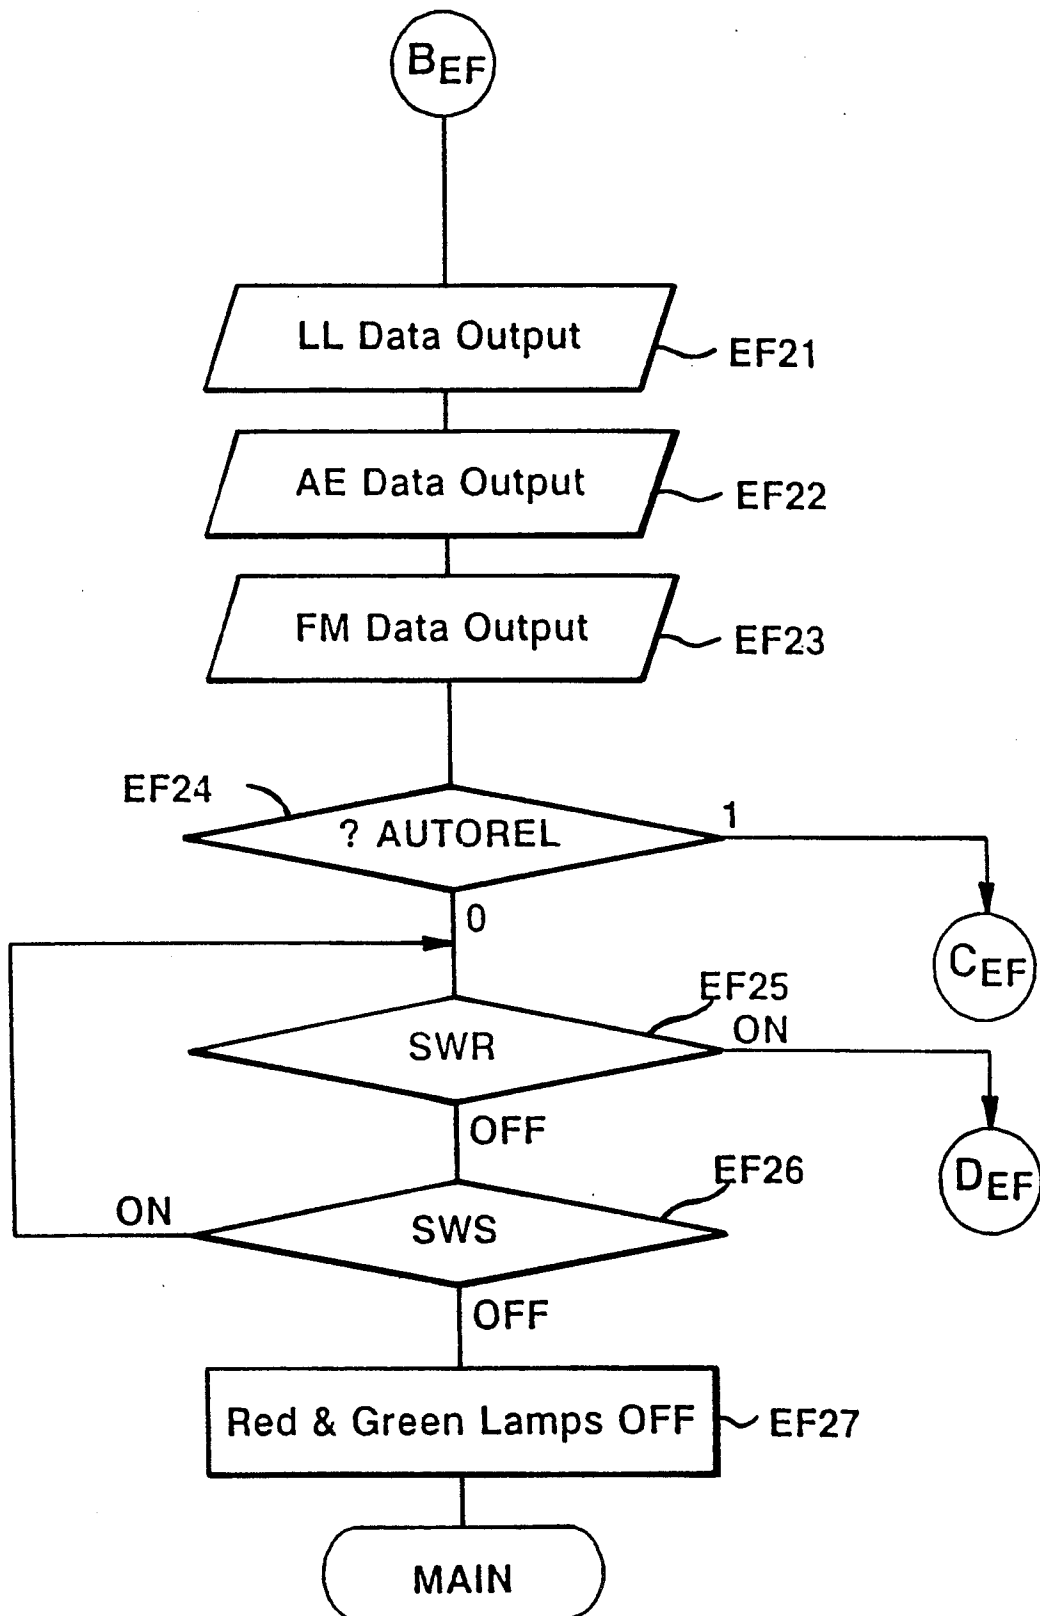 BEF
LL Data Output
EF21
AE Data Output
EF22
FM Data Output
EF23
EF24
? AUTOREL
1
0
CEF
EF25
SWR
ON
OFF
DEF
EF26
ON
SWS
OFF
Red & Green Lamps OFF
EF27
MAIN